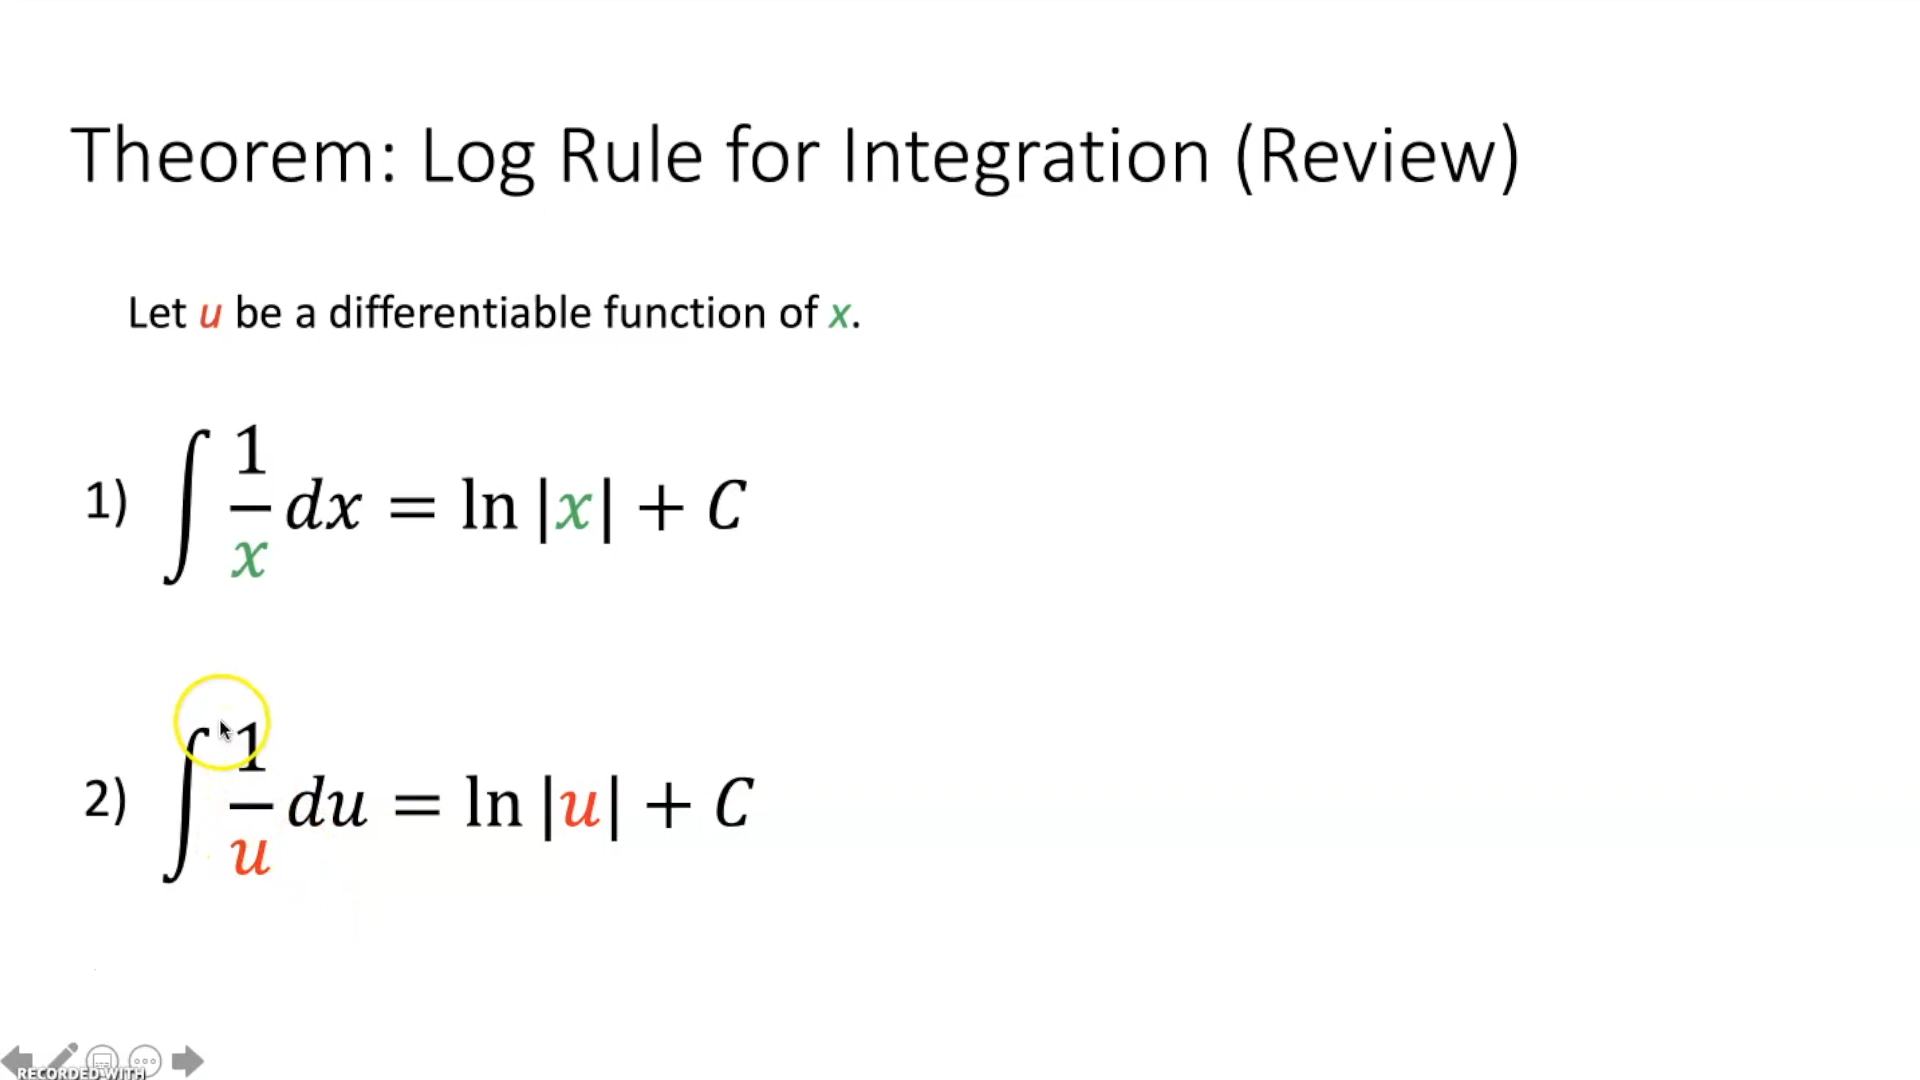 Theorem: Log Rule for Integration (Review)
Let u be a differentiable function of x.
1) ∫ 1/x dx = ln |x| + C
2) ∫ 1/u du = ln |u| + C
RECORDED WITH